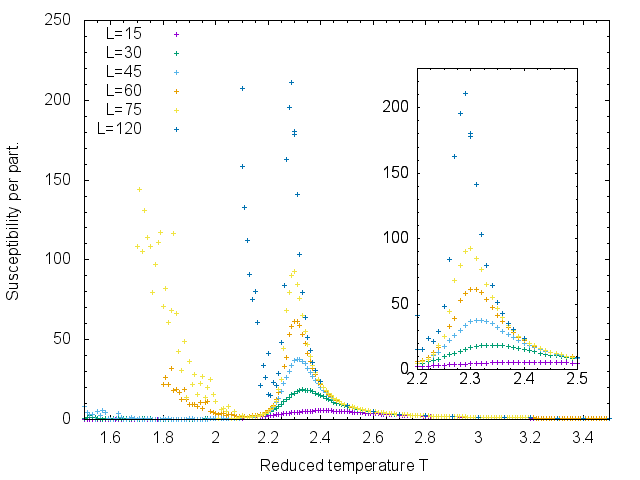 250
200
150
100
50
0
Susceptibility per part.
L=15
L=30
L=45
L=60
L=75
L=120
200
150
100
50
0
2.2 2.3 2.4 2.5
1.6 1.8 2 2.2 2.4 2.6 2.8 3 3.2 3.4
Reduced temperature T